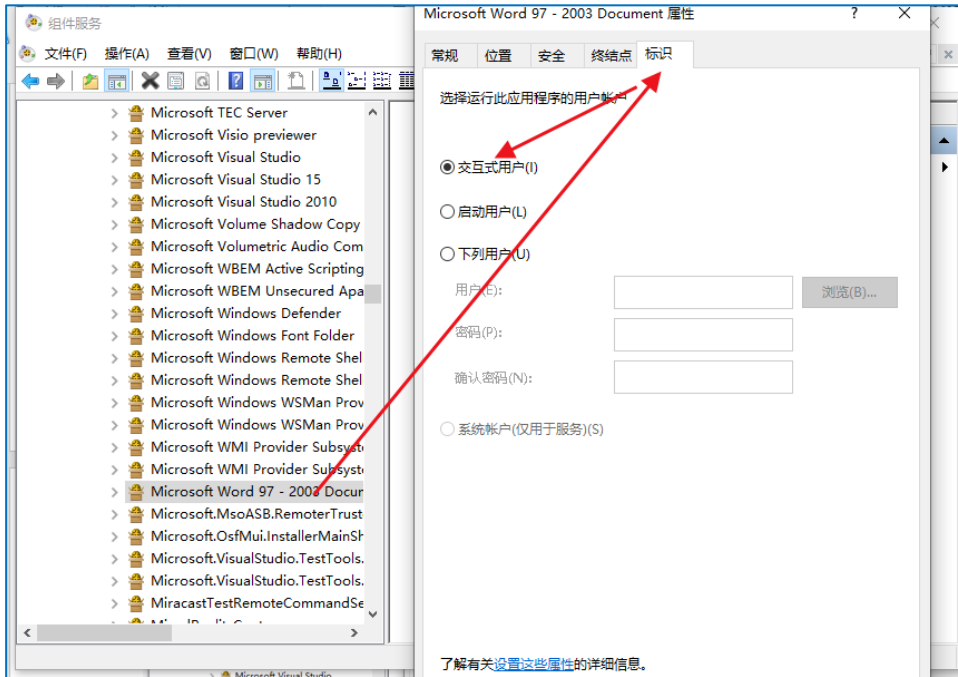 组件服务
文件(F) 操作(A) 查看(V) 窗口(W) 帮助(H)
Microsoft TEC Server
Microsoft Visio previewer
Microsoft Visual Studio
Microsoft Visual Studio 15
Microsoft Visual Studio 2010
Microsoft Volume Shadow Copy
Microsoft Volumetric Audio Com
Microsoft WBEM Active Scripting
Microsoft WBEM Unsecured Apa
Microsoft Windows Defender
Microsoft Windows Font Folder
Microsoft Windows Remote Shel
Microsoft Windows Remote Shel
Microsoft Windows WSMan Prov
Microsoft Windows WSMan Prov
Microsoft WMI Provider Subsyst
Microsoft WMI Provider Subsyst
Microsoft Word 97 - 2003 Docur
Microsoft.MsoASB.RemoterTrust
Microsoft.OsfMui.InstallerMainSh
Microsoft.VisualStudio.TestTools.
Microsoft.VisualStudio.TestTools.
MiracastTestRemoteCommandSe
Microsoft Visual Studio
Microsoft Word 97 - 2003 Document 属性
常规 位置 安全 终结点 标识
选择运行此应用程序的用户帐户
交互式用户(I)
启动用户(L)
下列用户(U)
用户(E): 浏览(B)...
密码(P):
确认密码(N):
系统帐户(仅用于服务)(S)
了解有关设置这些属性的详细信息。